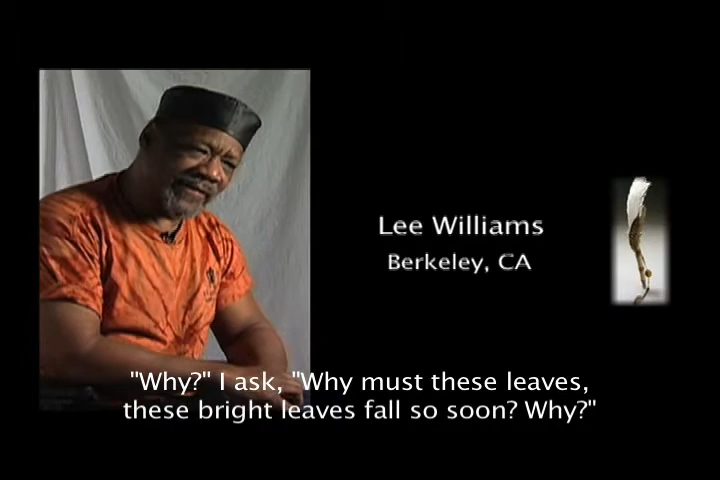 Lee Williams
Berkeley, CA
"Why?" I ask, "Why must these leaves,
these bright leaves fall so soon? Why?"